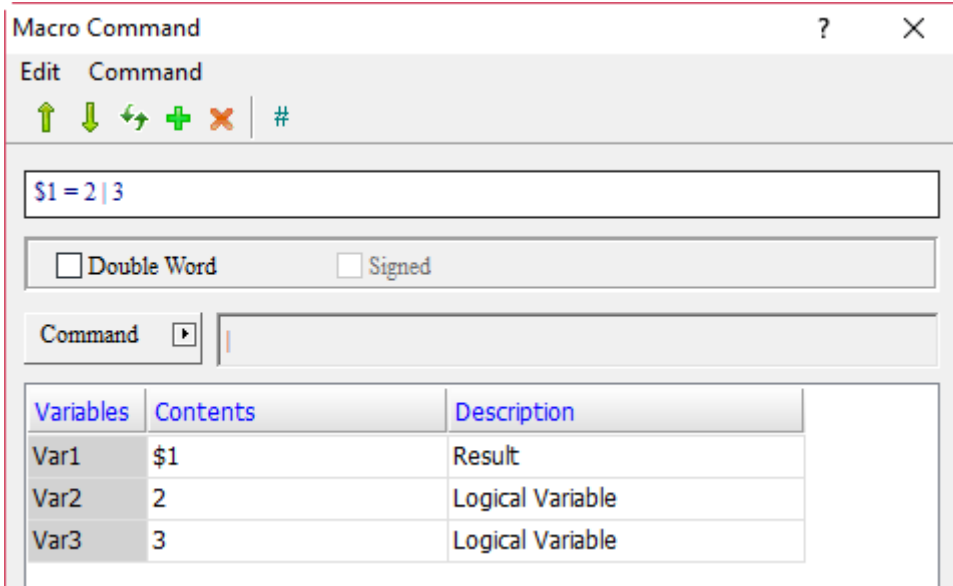 Macro Command ?
Edit Command
#
$1 = 2 | 3
Double Word Signed
Command |
Variables Contents Description
Var1 $1 Result
Var2 2 Logical Variable
Var3 3 Logical Variable